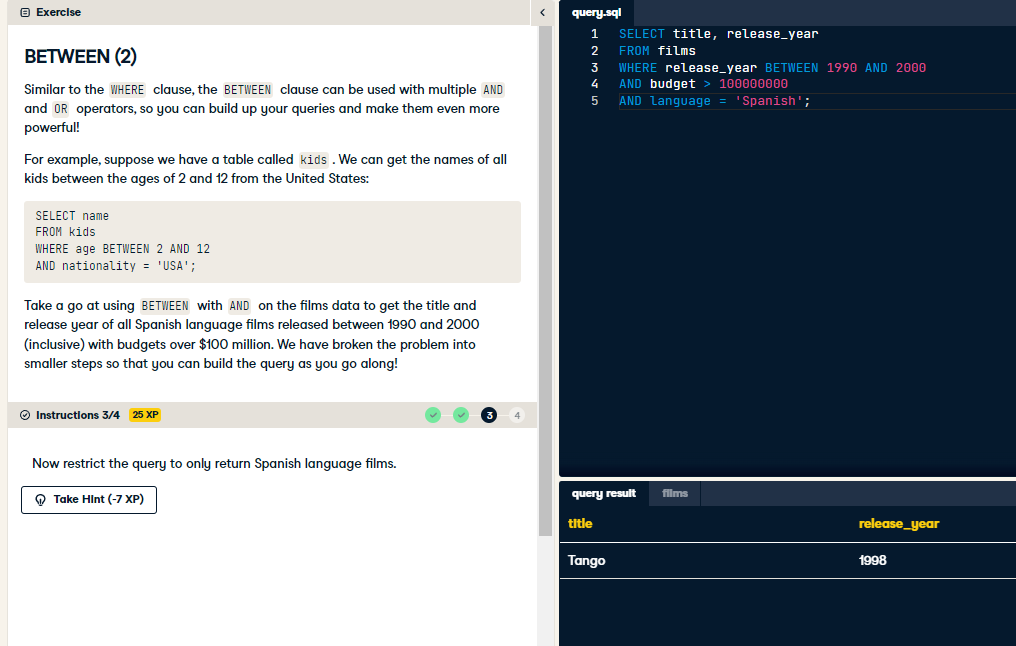 Exercise
BETWEEN (2)
Similar to the WHERE clause, the BETWEEN clause can be used with multiple AND
and OR operators, so you can build up your queries and make them even more
powerful!
For example, suppose we have a table called kids . We can get the names of all
kids between the ages of 2 and 12 from the United States:
SELECT name
FROM kids
WHERE age BETWEEN 2 AND 12
AND nationality = 'USA';
Take a go at using BETWEEN with AND on the films data to get the title and
release year of all Spanish language films released between 1990 and 2000
(inclusive) with budgets over $100 million. We have broken the problem into
smaller steps so that you can build the query as you go along!
Instructions 3/4 25 XP
3 4
Now restrict the query to only return Spanish language films.
Take Hint (-7 XP)
query.sql
1 SELECT title, release_year
2 FROM films
3 WHERE release_year BETWEEN 1990 AND 2000
4 AND budget > 100000000
5 AND language = 'Spanish';
query result films
title release_year
Tango 1998